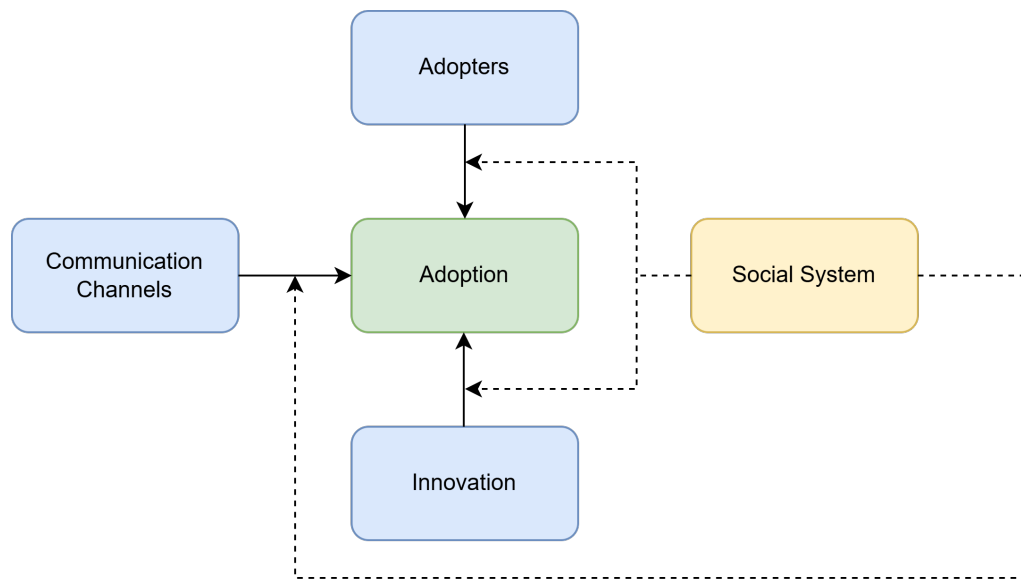 Adopters
Communication
Channels
Adoption
Social System
Innovation